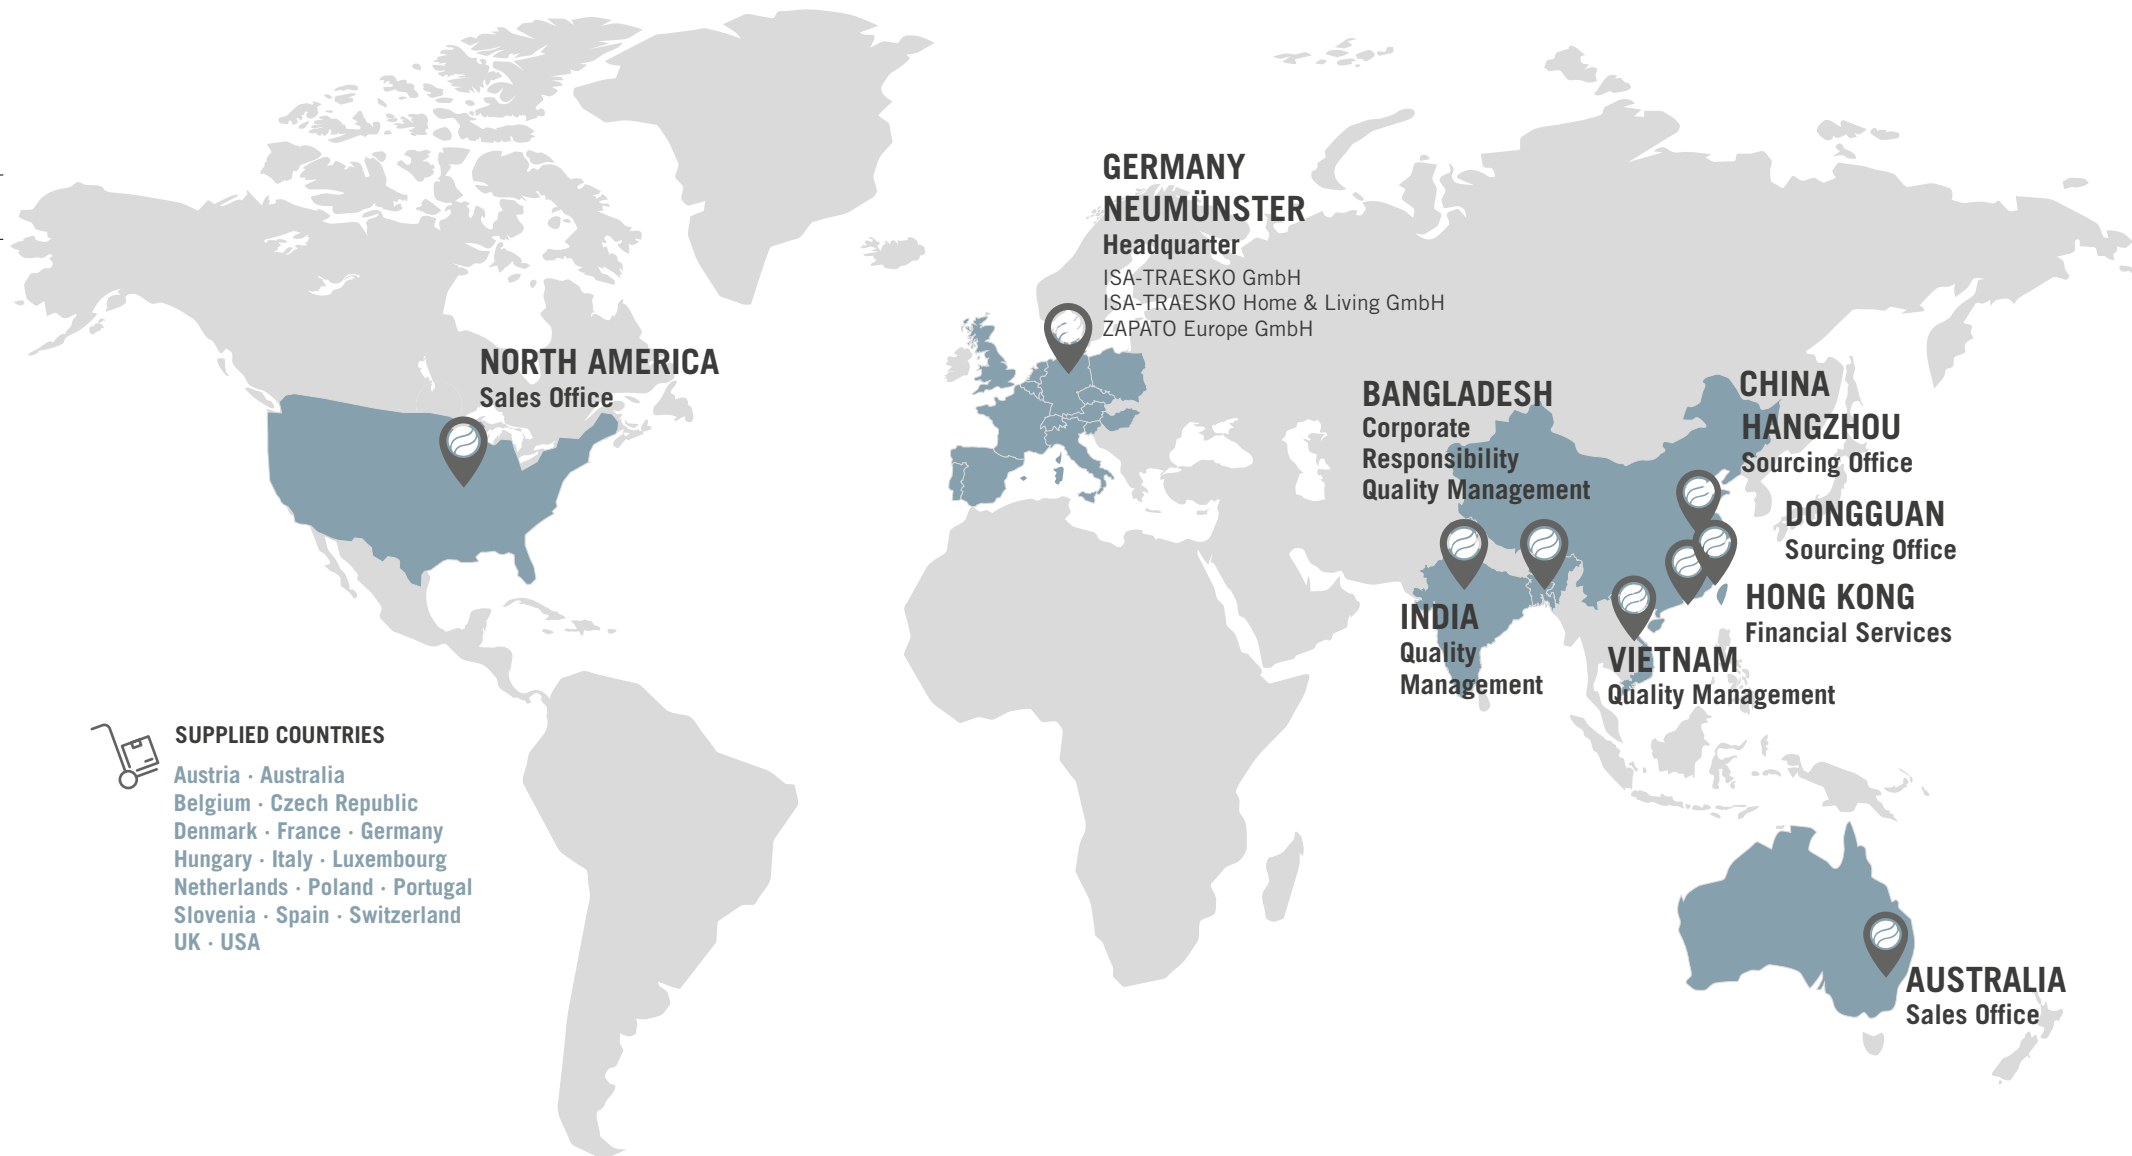 GERMANY
NEUMÜNSTER
Headquarter
ISA-TRAESKO GmbH
ISA-TRAESKO Home & Living GmbH
ZAPATO Europe GmbH
NORTH AMERICA
Sales Office
BANGLADESH
Corporate
Responsibility
Quality Management
CHINA
HANGZHOU
Sourcing Office
DONGGUAN
Sourcing Office
HONG KONG
Financial Services
INDIA
Quality
Management
VIETNAM
Quality Management
SUPPLIED COUNTRIES
Austria · Australia
Belgium · Czech Republic
Denmark · France · Germany
Hungary · Italy · Luxembourg
Netherlands · Poland · Portugal
Slovenia · Spain · Switzerland
UK · USA
AUSTRALIA
Sales Office